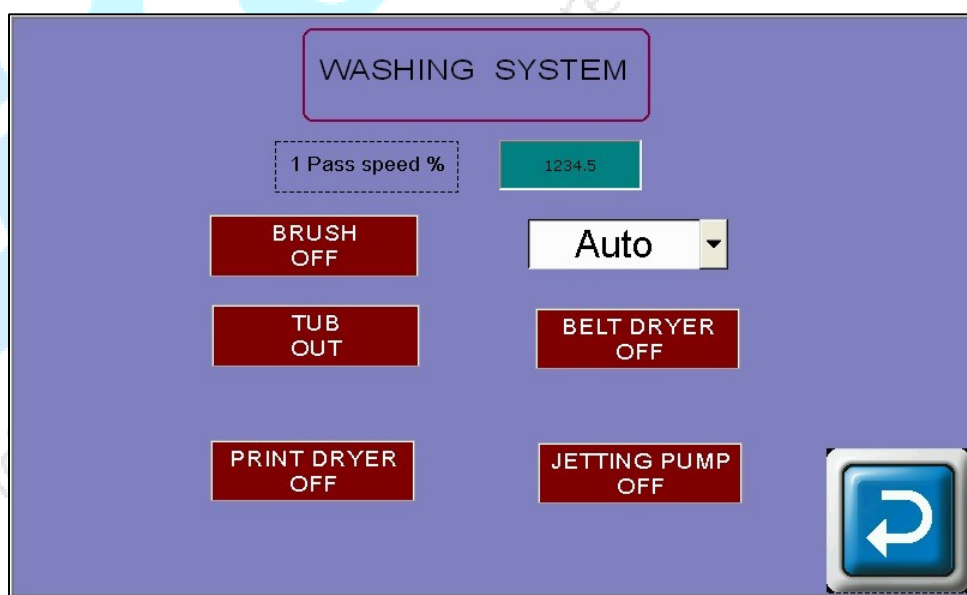 WASHING SYSTEM
1 Pass speed %
1234.5
BRUSH
OFF
Auto
TUB
OUT
BELT DRYER
OFF
PRINT DRYER
OFF
JETTING PUMP
OFF